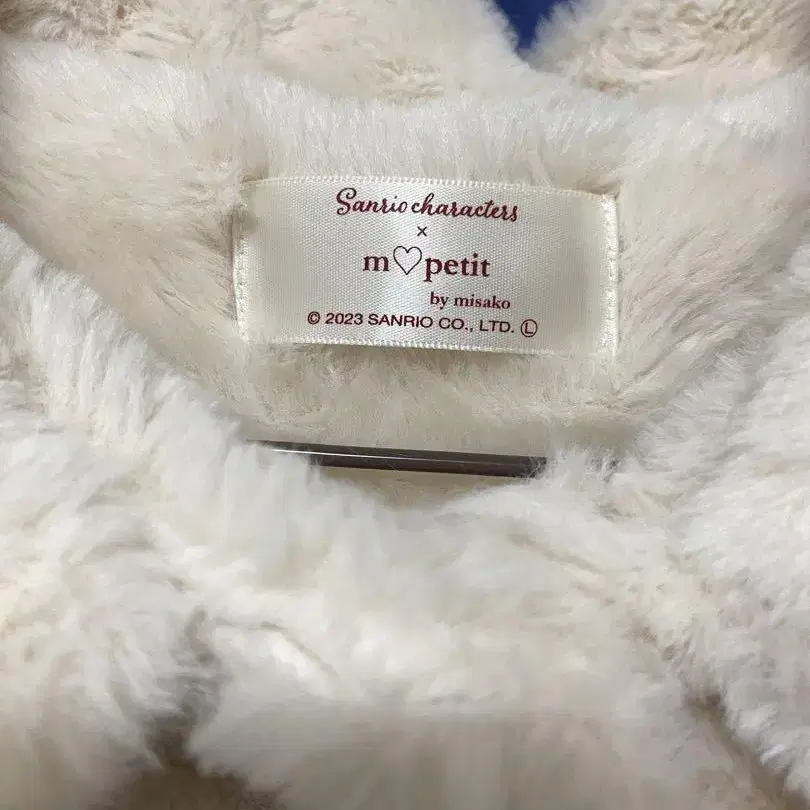 Sanrio characters
×
m♡petit
by misako
© 2023 SANRIO CO., LTD. Ⓛ